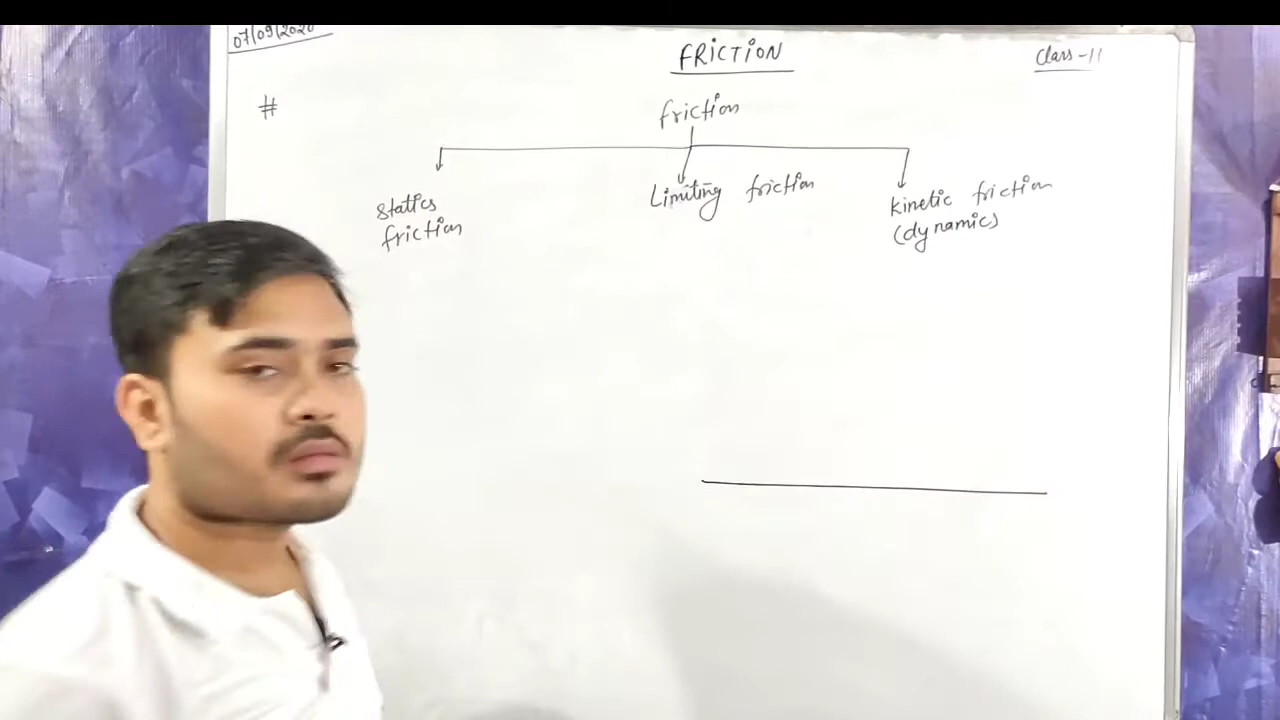 07/09/2020
FRICTION
Class-11
#
friction
Statics
friction
Limiting friction
Kinetic friction
(dynamic)